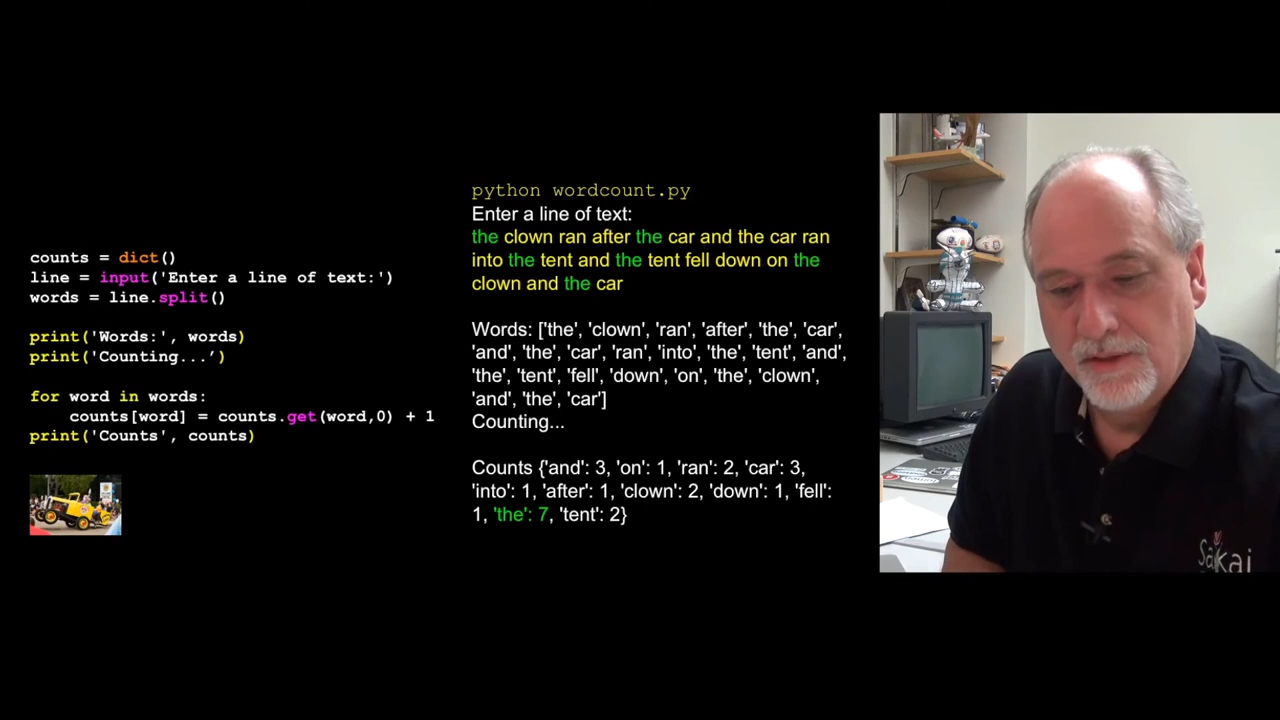 counts = dict()
line = input('Enter a line of text:')
words = line.split()
print('Words:', words)
print('Counting...’)
for word in words:
    counts[word] = counts.get(word,0) + 1
print('Counts', counts)
python wordcount.py
Enter a line of text:
the clown ran after the car and the car ran
into the tent and the tent fell down on the
clown and the car
Words: ['the', 'clown', 'ran', 'after', 'the', 'car',
'and', 'the', 'car', 'ran', 'into', 'the', 'tent', 'and',
'the', 'tent', 'fell', 'down', 'on', 'the', 'clown',
'and', 'the', 'car']
Counting...
Counts {'and': 3, 'on': 1, 'ran': 2, 'car': 3,
'into': 1, 'after': 1, 'clown': 2, 'down': 1, 'fell':
1, 'the': 7, 'tent': 2}
Sakai